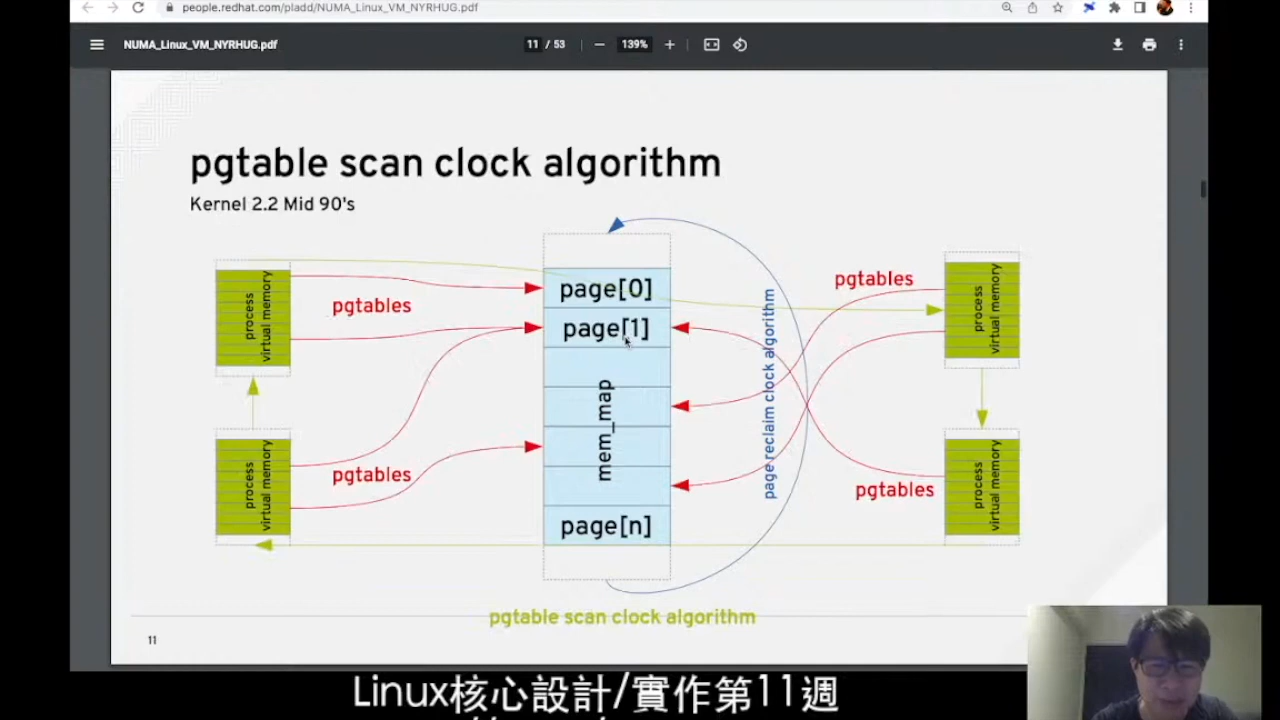 people.redhat.com/pladd/NUMA_Linux_VM_NYRHUG.pdf
NUMA_Linux_VM_NYRHUG.pdf
11 / 53
139%
pgtable scan clock algorithm
Kernel 2.2 Mid 90's
process
virtual memory
pgtables
process
virtual memory
pgtables
page[0]
page[1]
mem_map
page[n]
page reclaim clock algorithm
pgtables
process
virtual memory
pgtables
process
virtual memory
pgtable scan clock algorithm
11
Linux核心設計/實作第11週